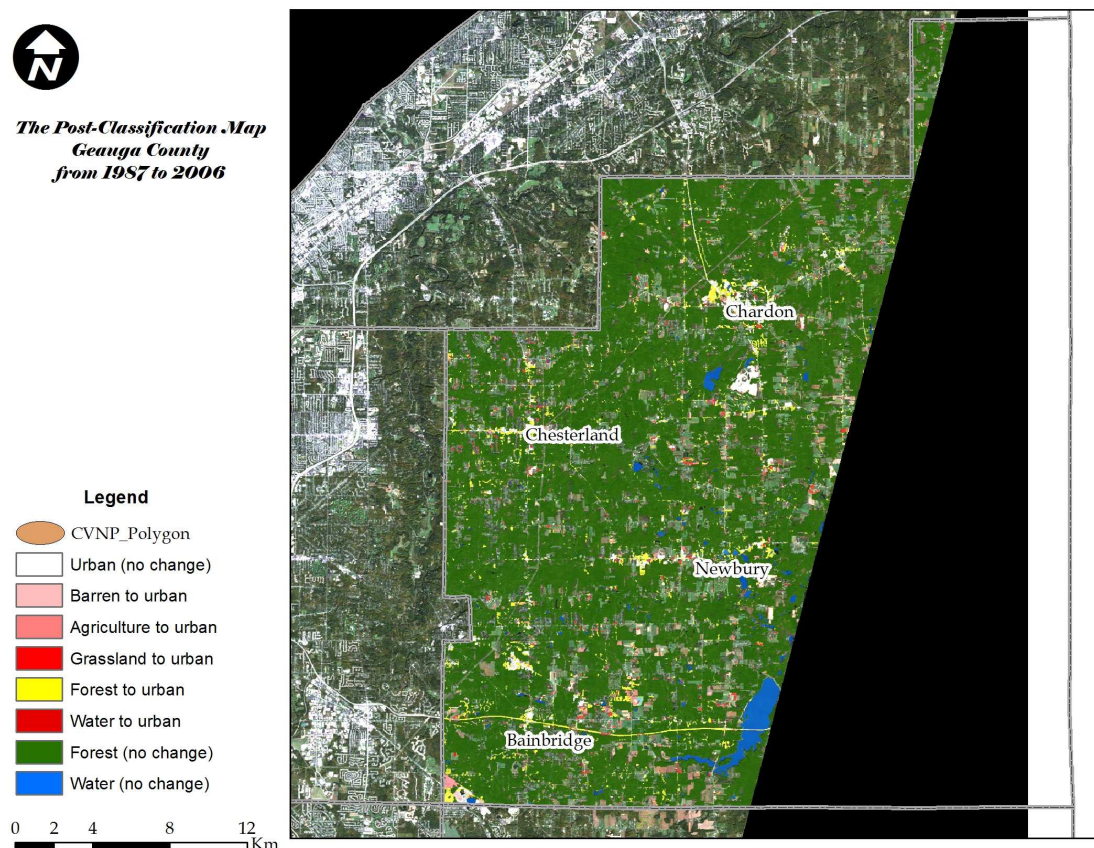 N
The Post-Classification Map
Geauga County
from 1987 to 2006
Chardon
Chesterland
Newbury
Bainbridge
Legend
CVNP_Polygon
Urban (no change)
Barren to urban
Agriculture to urban
Grassland to urban
Forest to urban
Water to urban
Forest (no change)
Water (no change)
0 2 4 8 12
Km